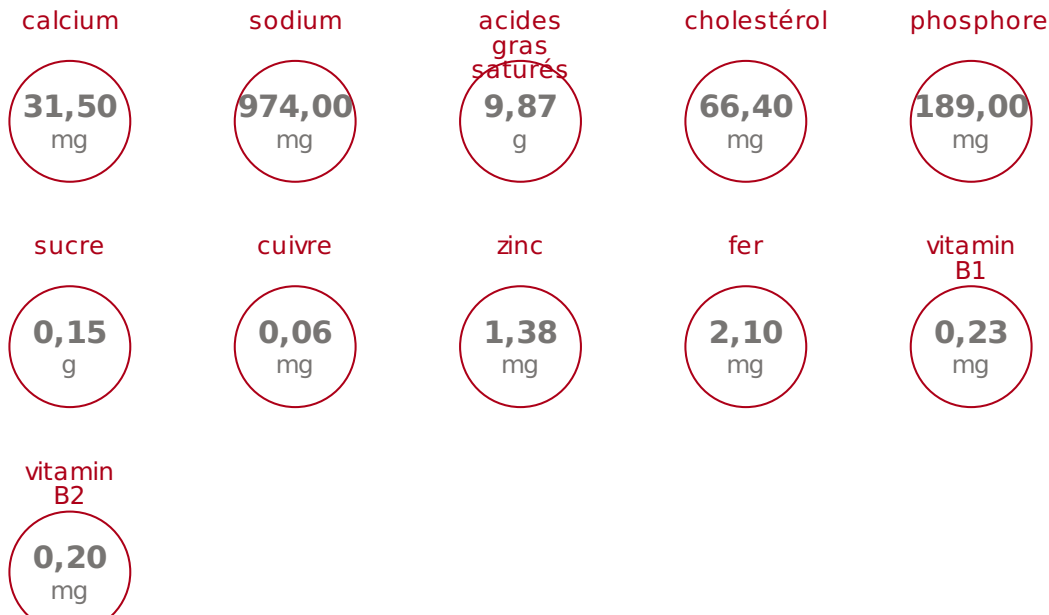 calcium
31,50
mg
sodium
974,00
mg
acides
gras
saturés
9,87
g
cholestérol
66,40
mg
phosphore
189,00
mg
sucre
0,15
g
cuivre
0,06
mg
zinc
1,38
mg
fer
2,10
mg
vitamin
B1
0,23
mg
vitamin
B2
0,20
mg